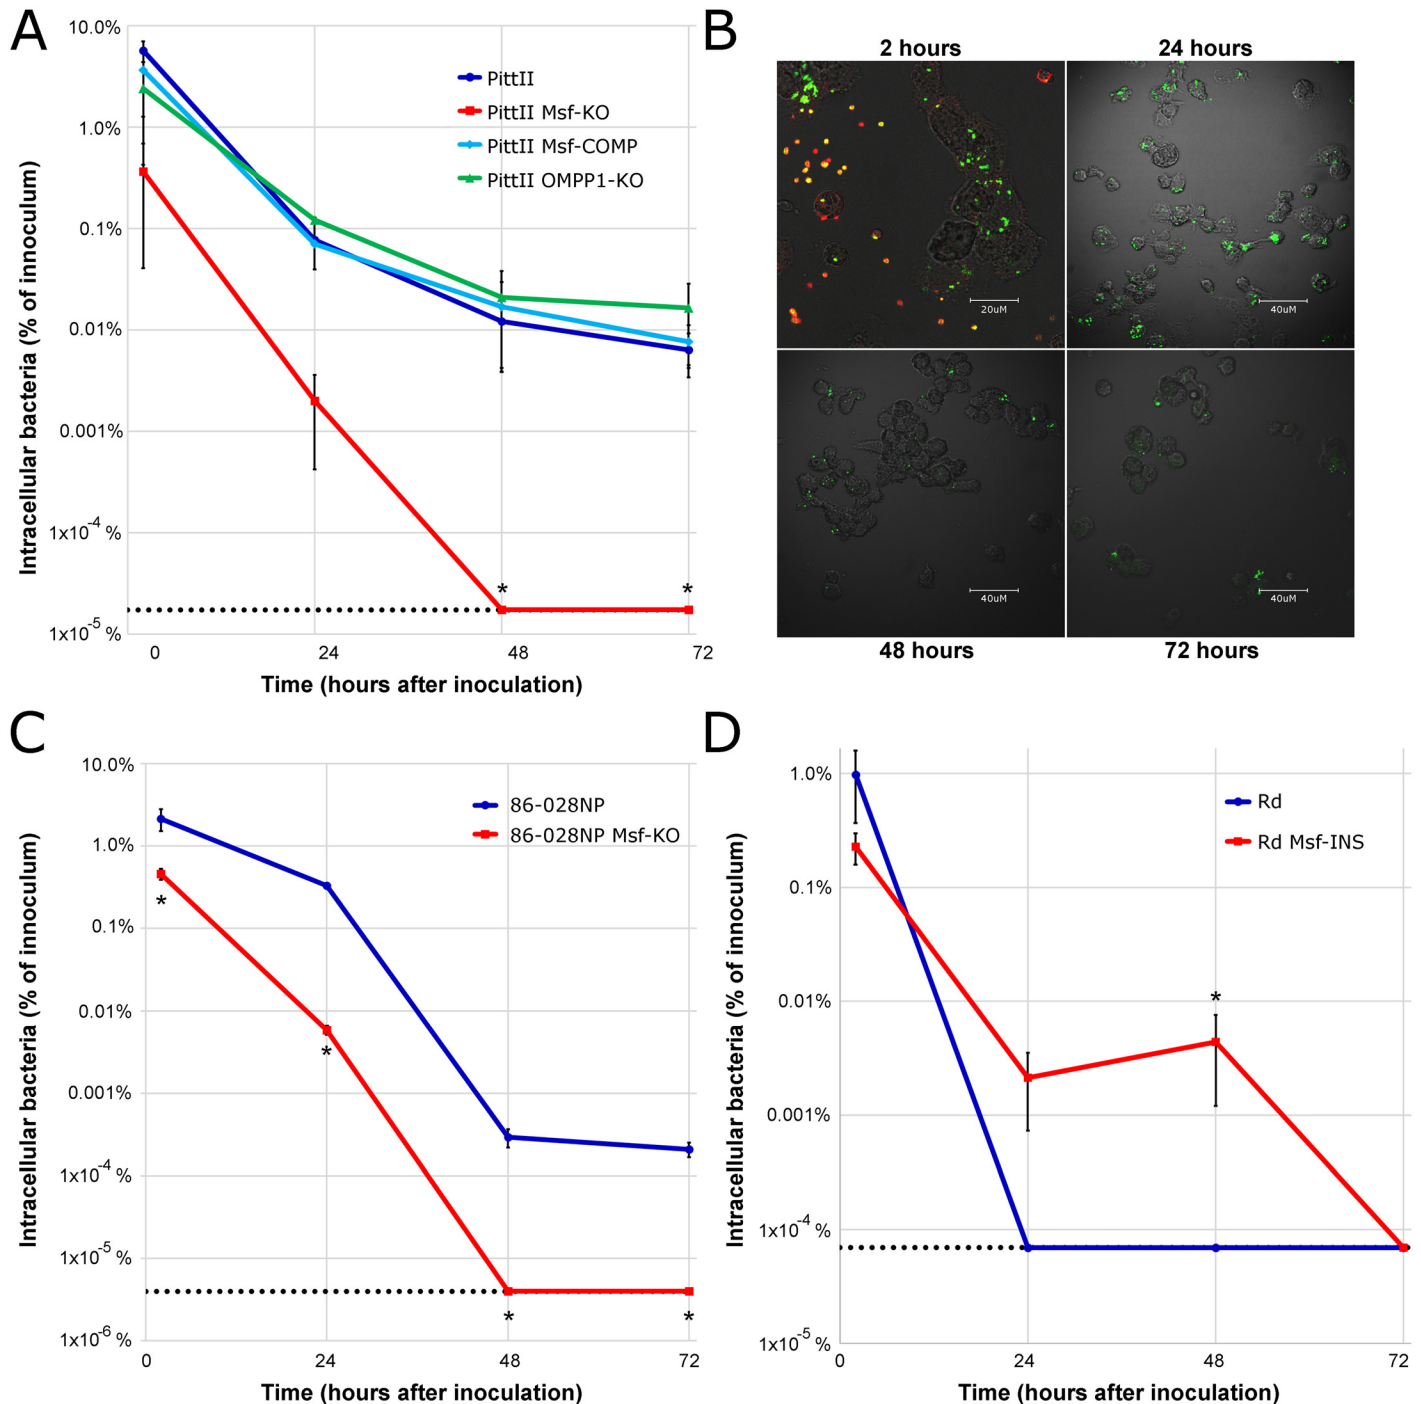 A
10.0%
1.0%
0.1%
0.01%
0.001%
1x10-4 %
1x10-5 %
Intracellular bacteria (% of innoculum)
PittII
PittII Msf-KO
PittII Msf-COMP
PittII OMPP1-KO
*
*
0
24
48
72
Time (hours after inoculation)
B
2 hours
24 hours
20uM
40uM
40uM
40uM
48 hours
72 hours
C
10.0%
1.0%
0.1%
0.01%
0.001%
1x10-4 %
1x10-5 %
1x10-6 %
Intracellular bacteria (% of innoculum)
86-028NP
86-028NP Msf-KO
*
*
*
*
0
24
48
72
Time (hours after inoculation)
D
1.0%
0.1%
0.01%
0.001%
1x10-4 %
1x10-5 %
Intracellular bacteria (% of innoculum)
Rd
Rd Msf-INS
*
0
24
48
72
Time (hours after inoculation)